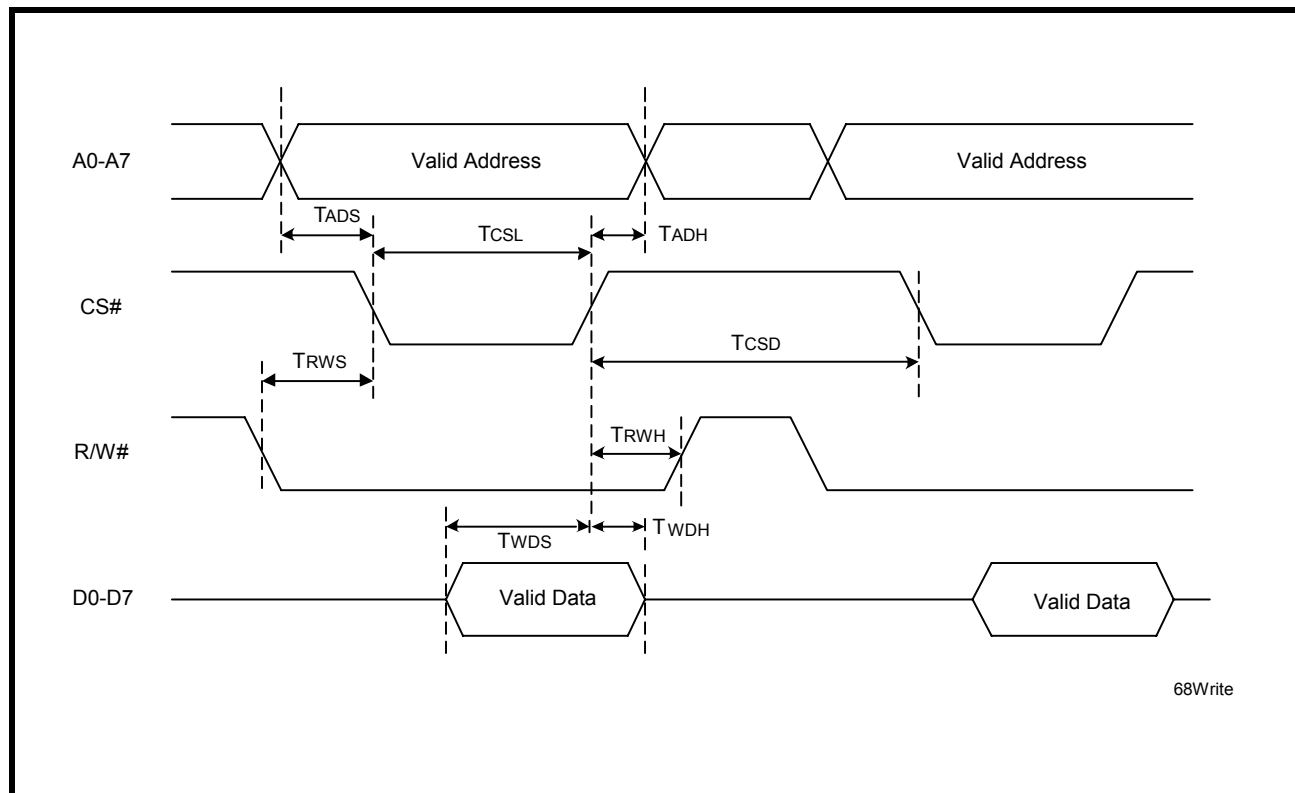 A0-A7
Valid Address
Valid Address
TADS
TCSL
TADH
CS#
TCSD
TRWS
R/W#
TRWH
TWDS
TWDH
D0-D7
Valid Data
Valid Data
68Write